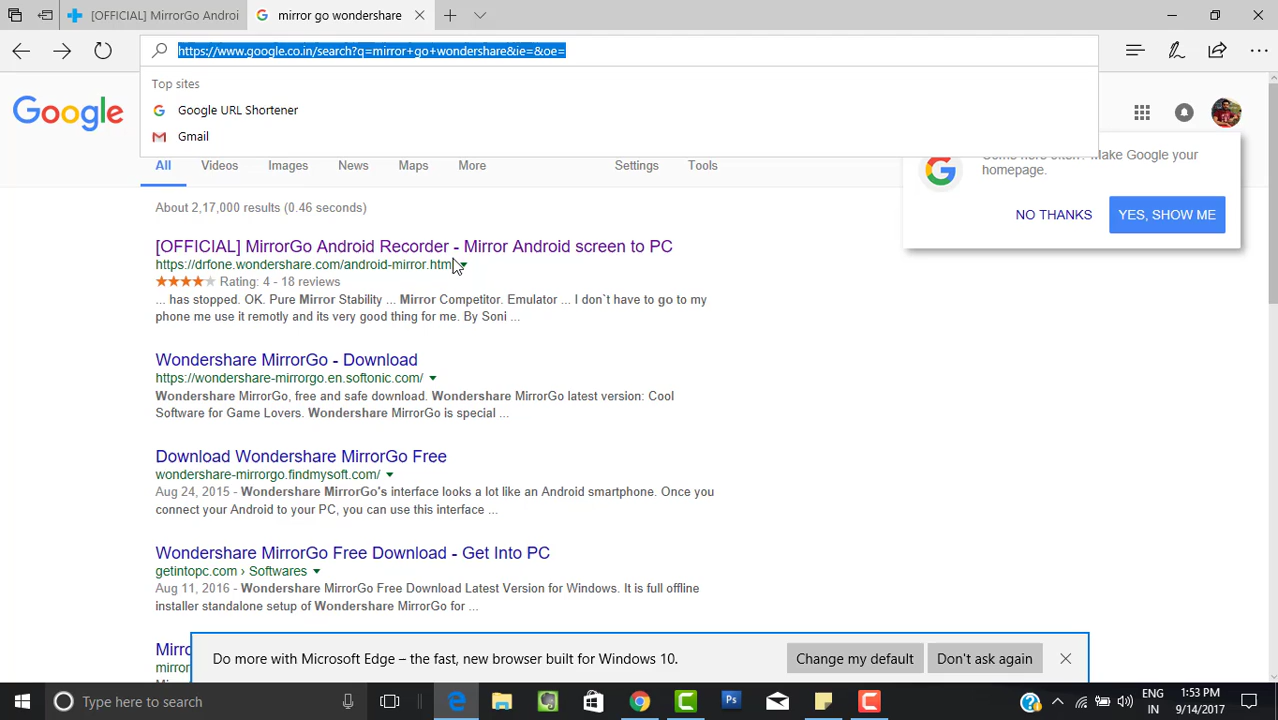 [OFFICIAL] MirrorGo Androi
mirror go wondershare
https://www.google.co.in/search?q=mirror+go+wondershare&ie=&oe=
Top sites
Google URL Shortener
Gmail
Google
Make Google your
homepage.
NO THANKS
YES, SHOW ME
All
Videos
Images
News
Maps
More
Settings
Tools
About 2,17,000 results (0.46 seconds)
[OFFICIAL] MirrorGo Android Recorder - Mirror Android screen to PC
https://drfone.wondershare.com/android-mirror.html
Rating: 4 - 18 reviews
... has stopped. OK. Pure Mirror Stability ... Mirror Competitor. Emulator ... I don`t have to go to my
phone me use it remotly and its very good thing for me. By Soni ...
Wondershare MirrorGo - Download
https://wondershare-mirrorgo.en.softonic.com/
Wondershare MirrorGo, free and safe download. Wondershare MirrorGo latest version: Cool
Software for Game Lovers. Wondershare MirrorGo is special ...
Download Wondershare MirrorGo Free
wondershare-mirrorgo.findmysoft.com/
Aug 24, 2015 - Wondershare MirrorGo's interface looks a lot like an Android smartphone. Once you
connect your Android to your PC, you can use this interface ...
Wondershare MirrorGo Free Download - Get Into PC
getintopc.com › Softwares
Aug 11, 2016 - Wondershare MirrorGo Free Download Latest Version for Windows. It is full offline
installer standalone setup of Wondershare MirrorGo for ...
Mirro
mirror
Do more with Microsoft Edge – the fast, new browser built for Windows 10.
Change my default
Don't ask again
Type here to search
Ps
ENG
IN
1:53 PM
9/14/2017